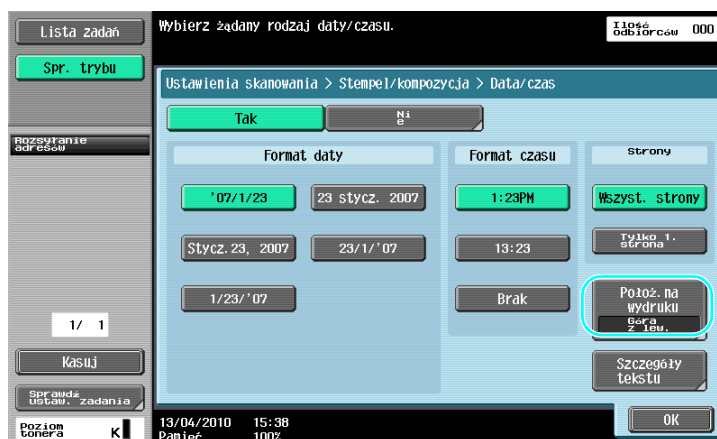 Lista zadań
Wybierz żądany rodzaj daty/czasu.
Ilość
odbiorców 000
Spr. trybu
Ustawienia skanowania > Stempel/kompozycja > Data/czas
Tak
Ni
e
Rozsyłanie
adresów
Format daty
Format czasu
Strony
'07/1/23
23 stycz. 2007
1:23PM
Wszyst. strony
Stycz.23, 2007
23/1/'07
13:23
Tylko 1.
strona
1/23/'07
Brak
Położ.na
wydruku
Góra
z lew.
1/ 1
Kasuj
Szczegóły
tekstu
Sprawdź
ustaw. zadania
OK
Poziom
tonera K
13/04/2010 15:38
Pamięć 100%